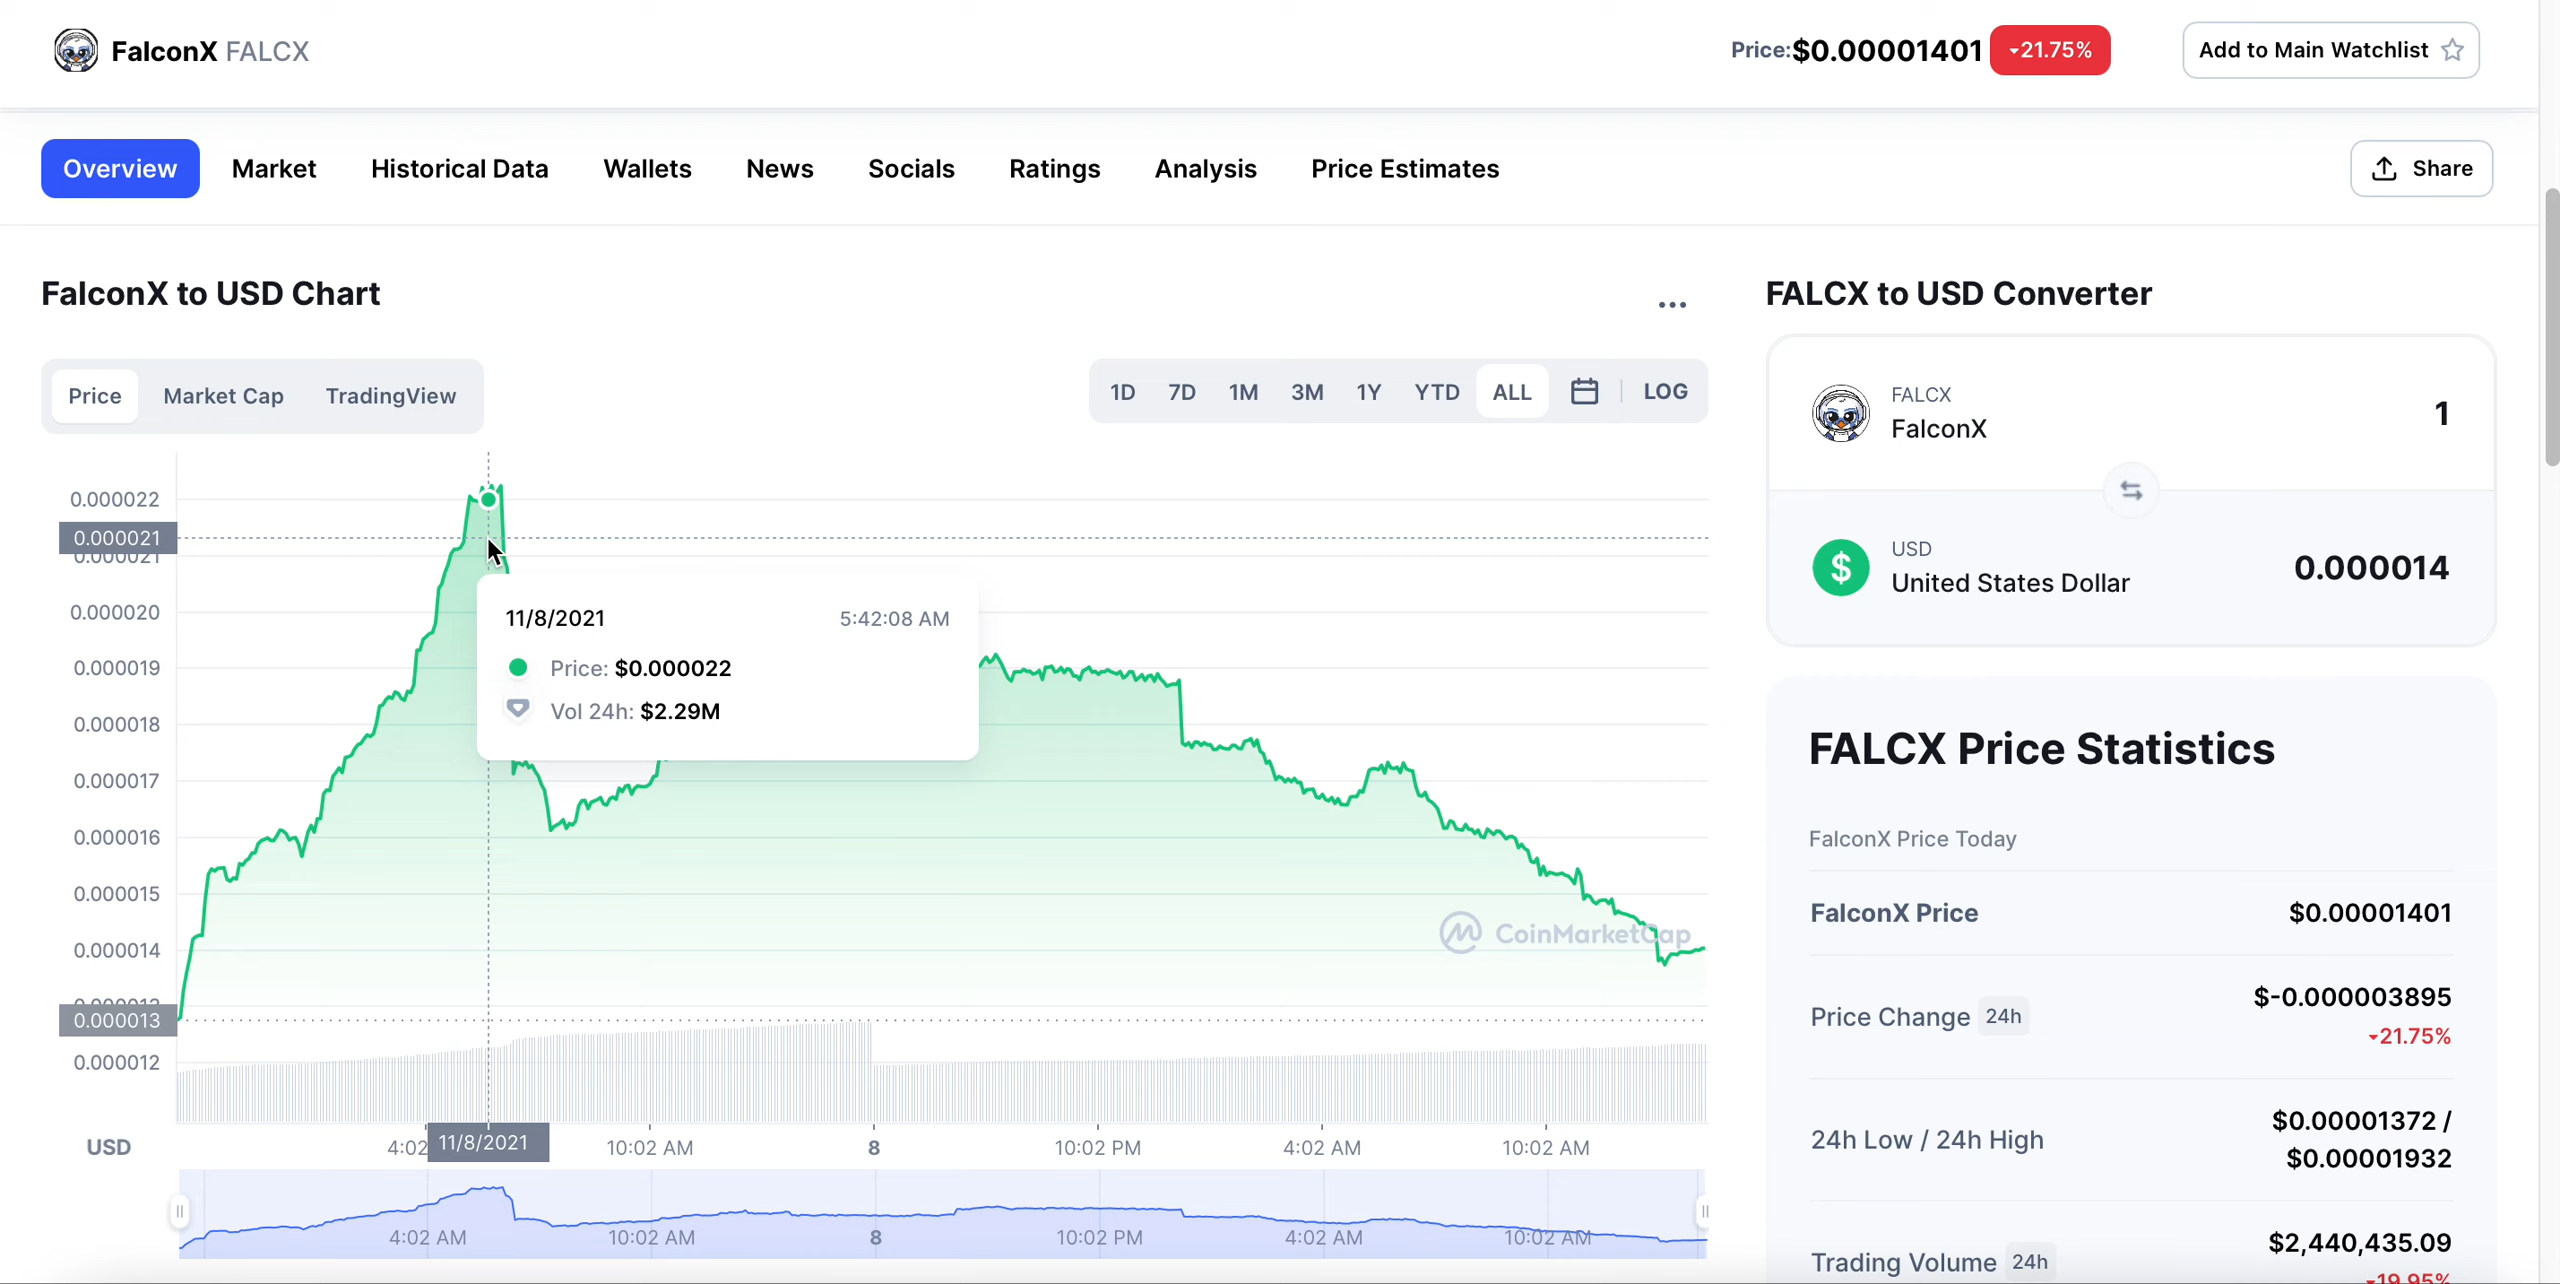 FalconX FALCX
Price:$0.00001401 21.75%
Add to Main Watchlist
Overview Market Historical Data Wallets News Socials Ratings Analysis Price Estimates
Share
FalconX to USD Chart
Price Market Cap TradingView
1D 7D 1M 3M 1Y YTD ALL LOG
0.000022
0.000021
0.000021
0.000020
0.000019
0.000018
0.000017
0.000016
0.000015
0.000014
0.000013
0.000013
0.000012
11/8/2021 5:42:08 AM
Price: $0.000022
Vol 24h: $2.29M
CoinMarketCap
USD
4:02 11/8/2021 10:02 AM 8 10:02 PM 4:02 AM 10:02 AM
4:02 AM 10:02 AM 8 10:02 PM 4:02 AM 10:02 AM
FALCX to USD Converter
FALCX
FalconX
1
USD
United States Dollar
0.000014
FALCX Price Statistics
FalconX Price Today
FalconX Price $0.00001401
Price Change 24h
$-0.000003895
21.75%
24h Low / 24h High
$0.00001372 /
$0.00001932
Trading Volume 24h
$2,440,435.09
19.95%